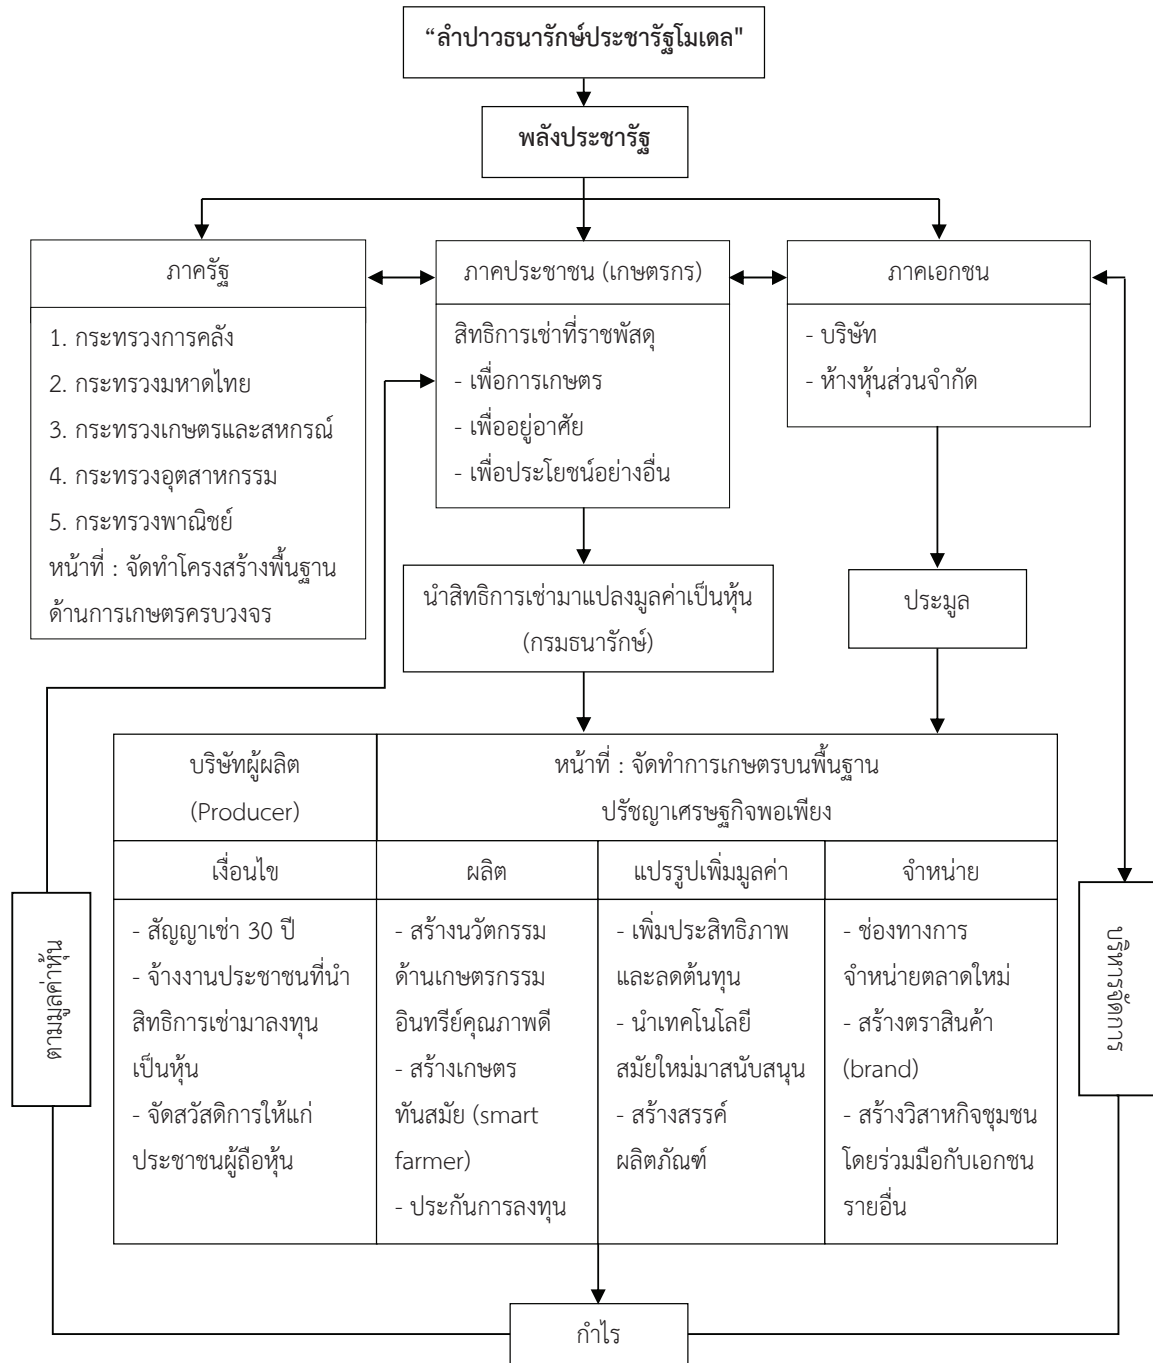 “ลำปาวธนารักษ์ประชารัฐโมเดล"
พลังประชารัฐ
ภาครัฐ
1. กระทรวงการคลัง
2. กระทรวงมหาดไทย
3. กระทรวงเกษตรและสหกรณ์
4. กระทรวงอุตสาหกรรม
5. กระทรวงพาณิชย์
หน้าที่ : จัดทำโครงสร้างพื้นฐาน
ด้านการเกษตรครบวงจร
ภาคประชาชน (เกษตรกร)
สิทธิการเช่าที่ราชพัสดุ
- เพื่อการเกษตร
- เพื่ออยู่อาศัย
- เพื่อประโยชน์อย่างอื่น
ภาคเอกชน
- บริษัท
- ห้างหุ้นส่วนจำกัด
นำสิทธิการเช่ามาแปลงมูลค่าเป็นหุ้น
(กรมธนารักษ์)
ประมูล
บริษัทผู้ผลิต
(Producer)
หน้าที่ : จัดทำการเกษตรบนพื้นฐาน
ปรัชญาเศรษฐกิจพอเพียง
เงื่อนไข
- สัญญาเช่า 30 ปี
- จ้างงานประชาชนที่นำ
สิทธิการเช่ามาลงทุน
เป็นหุ้น
- จัดสวัสดิการให้แก่
ประชาชนผู้ถือหุ้น
ผลิต
- สร้างนวัตกรรม
ด้านเกษตรกรรม
อินทรีย์คุณภาพดี
- สร้างเกษตร
ทันสมัย (smart
farmer)
- ประกันการลงทุน
แปรรูปเพิ่มมูลค่า
- เพิ่มประสิทธิภาพ
และลดต้นทุน
- นำเทคโนโลยี
สมัยใหม่มาสนับสนุน
- สร้างสรรค์
ผลิตภัณฑ์
จำหน่าย
- ช่องทางการ
จำหน่ายตลาดใหม่
- สร้างตราสินค้า
(brand)
- สร้างวิสาหกิจชุมชน
โดยร่วมมือกับเอกชน
รายอื่น
ตามมูลค่าหุ้น
บริหารจัดการ
กำไร